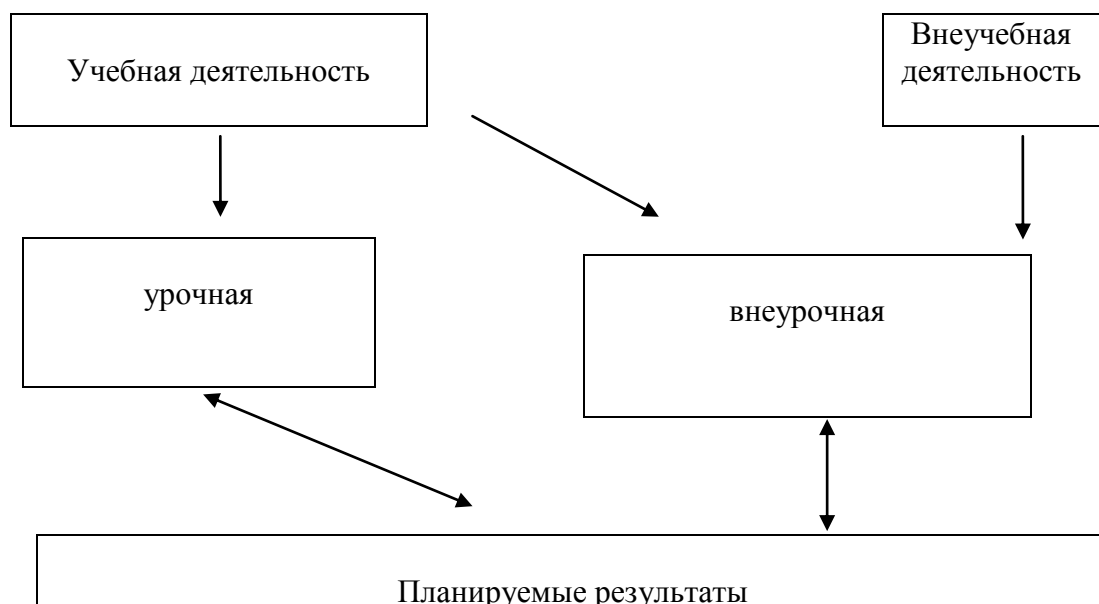 Учебная деятельность
Внеучебная
деятельность
урочная
внеурочная
Планируемые результаты